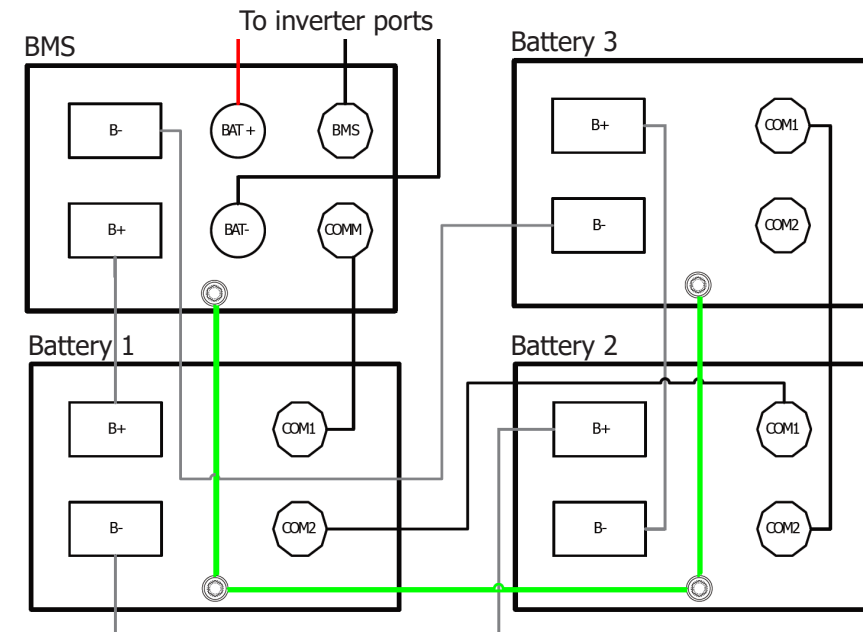 To inverter ports
BMS
B-
BAT +
BMS
B+
BAT-
COMM
Battery 3
B+
COM1
B-
COM2
Battery 1
B+
COM1
B-
COM2
Battery 2
B+
COM1
B-
COM2